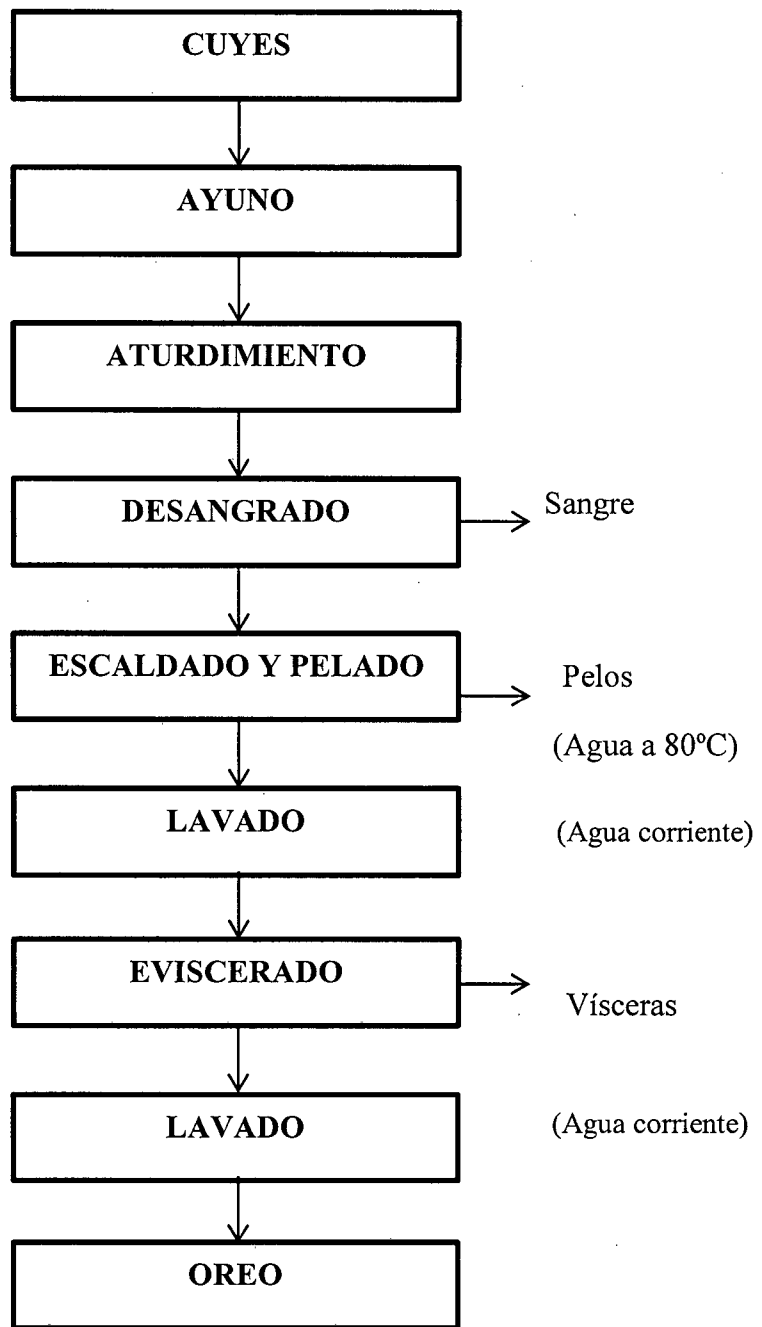 CUYES
AYUNO
ATURDIMIENTO
DESANGRADO
Sangre
ESCALDADO Y PELADO
Pelos
(Agua a 80ºC)
LAVADO
(Agua corriente)
EVISCERADO
Vísceras
LAVADO
(Agua corriente)
OREO